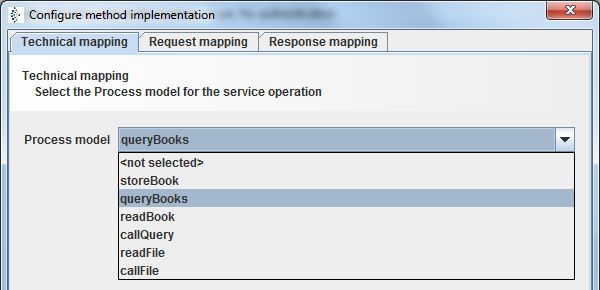 Configure method implementation
Technical mapping Request mapping Response mapping
Technical mapping
Select the Process model for the service operation
Process model queryBooks
<not selected>
storeBook
queryBooks
readBook
callQuery
readFile
callFile